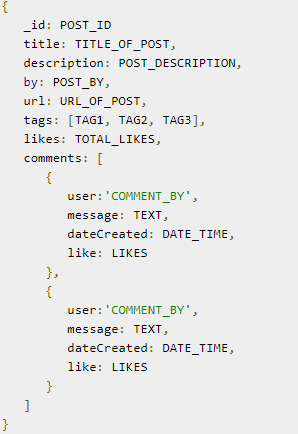 {
   _id: POST_ID
   title: TITLE_OF_POST,
   description: POST_DESCRIPTION,
   by: POST_BY,
   url: URL_OF_POST,
   tags: [TAG1, TAG2, TAG3],
   likes: TOTAL_LIKES,
   comments: [
      {
         user:'COMMENT_BY',
         message: TEXT,
         dateCreated: DATE_TIME,
         like: LIKES
      },
      {
         user:'COMMENT_BY',
         message: TEXT,
         dateCreated: DATE_TIME,
         like: LIKES
      }
   ]
}